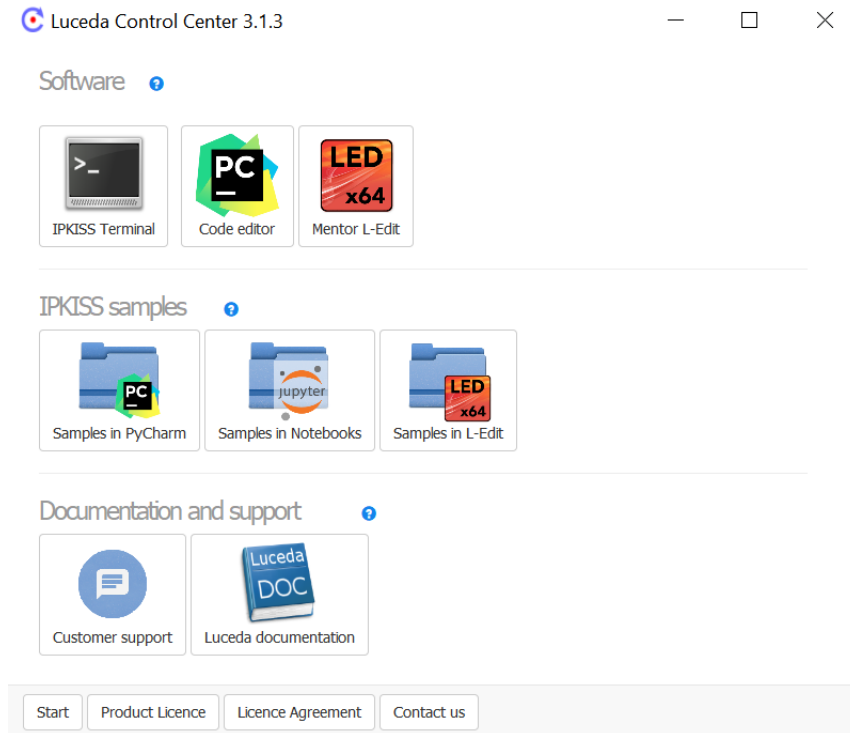 Luceda Control Center 3.1.3
Software ?
>_
PC
LED
x64
IPKISS Terminal
Code editor
Mentor L-Edit
IPKISS samples ?
PC
jupyter
LED
x64
Samples in PyCharm
Samples in Notebooks
Samples in L-Edit
Documentation and support ?
Luceda
DOC
Customer support
Luceda documentation
Start
Product Licence
Licence Agreement
Contact us